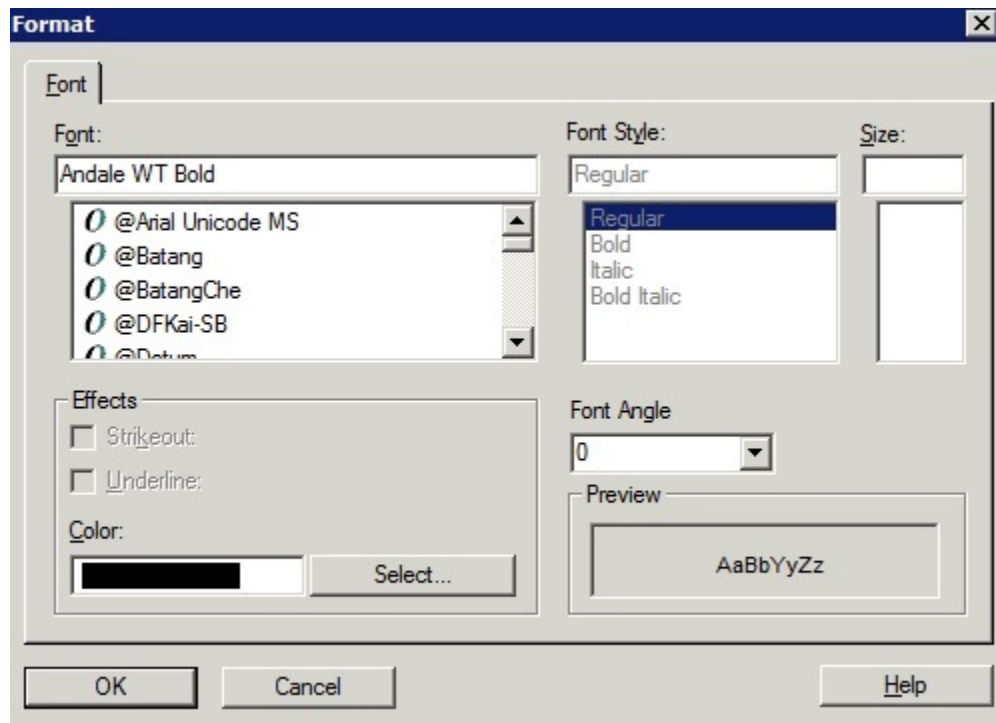 Format
Font
Font:
Andale WT Bold
@Arial Unicode MS
@Batang
@BatangChe
@DFKai-SB
@Dotum
Font Style:
Regular
Regular
Bold
Italic
Bold Italic
Size:
Effects
Strikeout:
Underline:
Color:
Select...
Font Angle
0
Preview
AaBbYyZz
OK
Cancel
Help